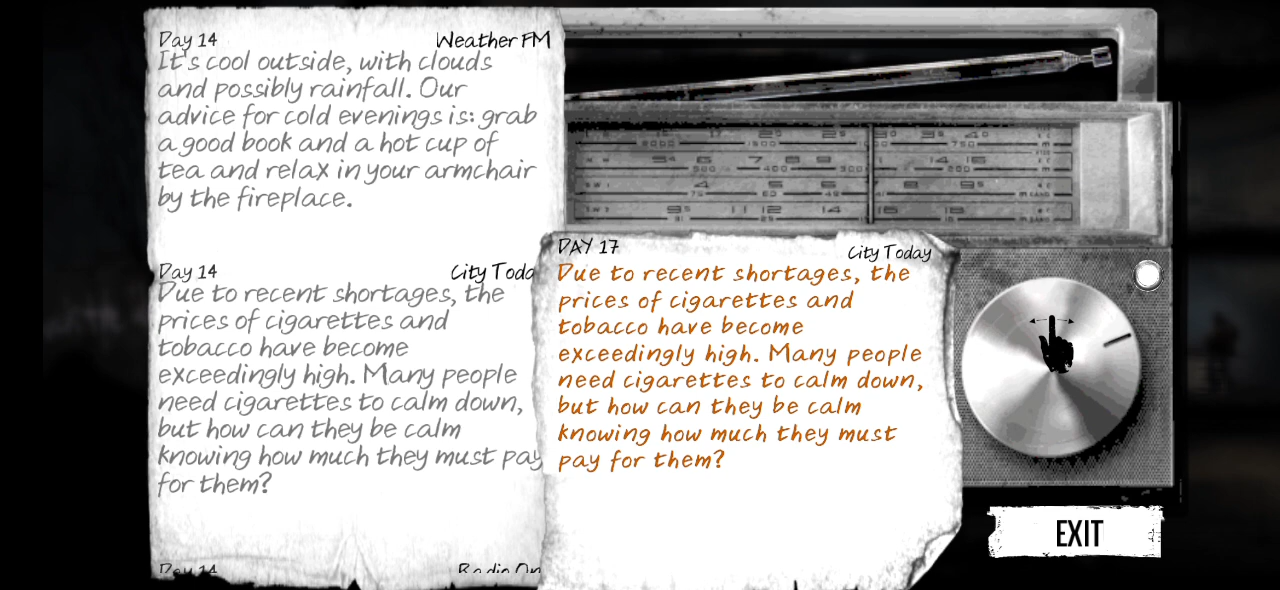 Day 14 Weather FM
It's cool outside, with clouds
and possibly rainfall. Our
advice for cold evenings is: grab
a good book and a hot cup of
tea and relax in your armchair
by the fireplace.
Day 14 City Toda
Due to recent shortages, the
prices of cigarettes and
tobacco have become
exceedingly high. Many people
need cigarettes to calm down,
but how can they be calm
knowing how much they must pay
for them?
Day 14 Radio On
DAY 17 City Today
Due to recent shortages, the
prices of cigarettes and
tobacco have become
exceedingly high. Many people
need cigarettes to calm down,
but how can they be calm
knowing how much they must
pay for them?
EXIT